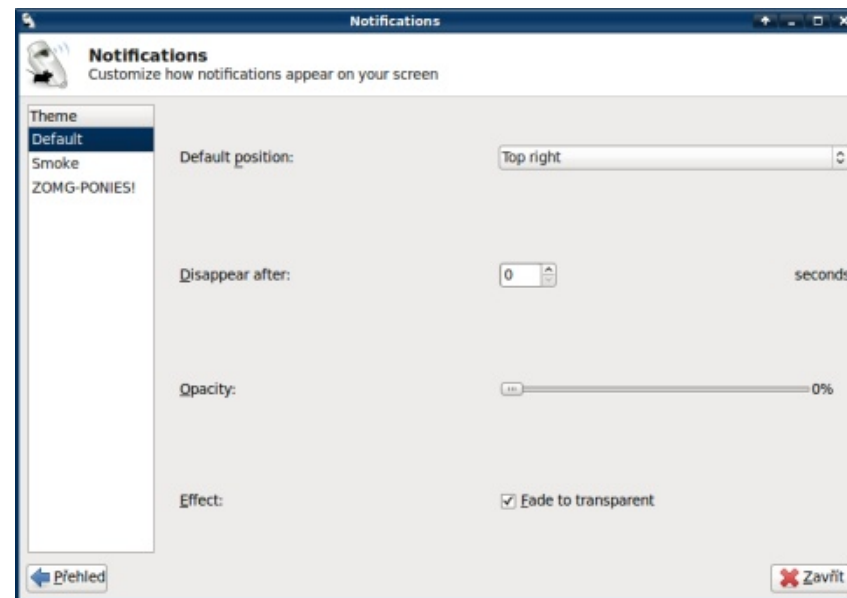 Notifications
Notifications
Customize how notifications appear on your screen
Theme
Default
Smoke
ZOMG-PONIES!
Default position:
Top right
Disappear after:
0
seconds
Opacity:
0%
Effect:
Fade to transparent
Přehled
Zavřít